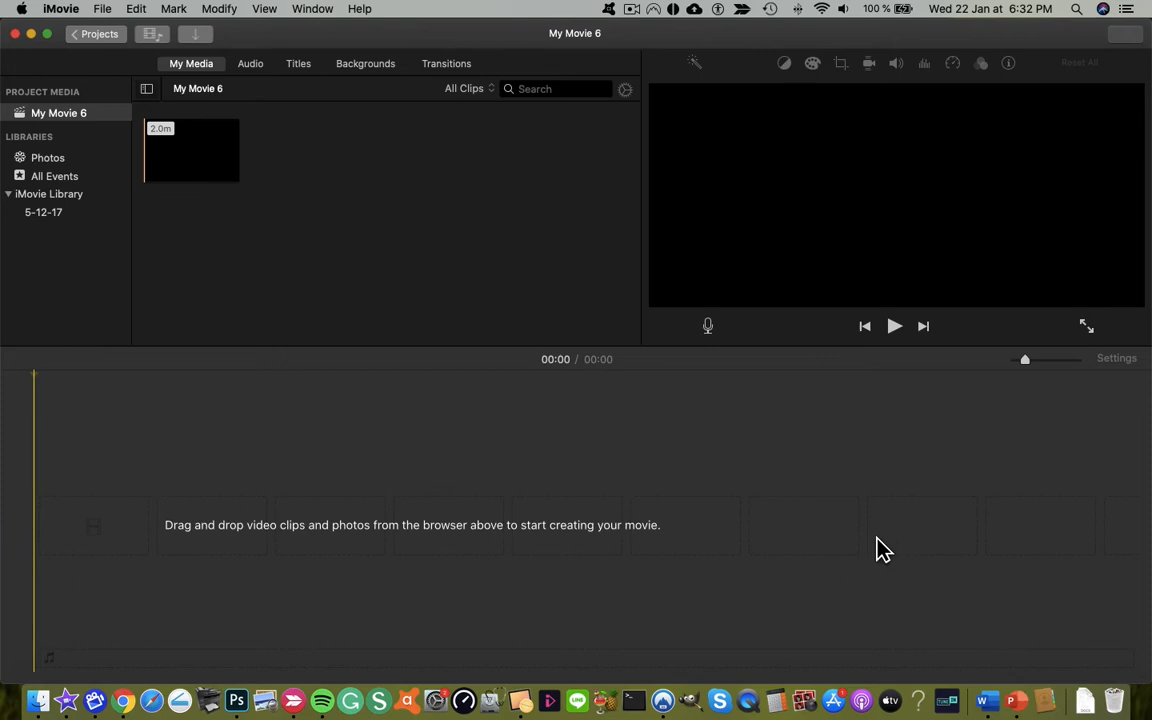 iMovie File Edit Mark Modify View Window Help 100 % Wed 22 Jan at 6:32 PM
Projects My Movie 6
My Media Audio Titles Backgrounds Transitions Reset All
PROJECT MEDIA My Movie 6 All Clips Search
My Movie 6
2.0m
LIBRARIES
Photos
All Events
iMovie Library
5-12-17
00:00 / 00:00 Settings
Drag and drop video clips and photos from the browser above to start creating your movie.